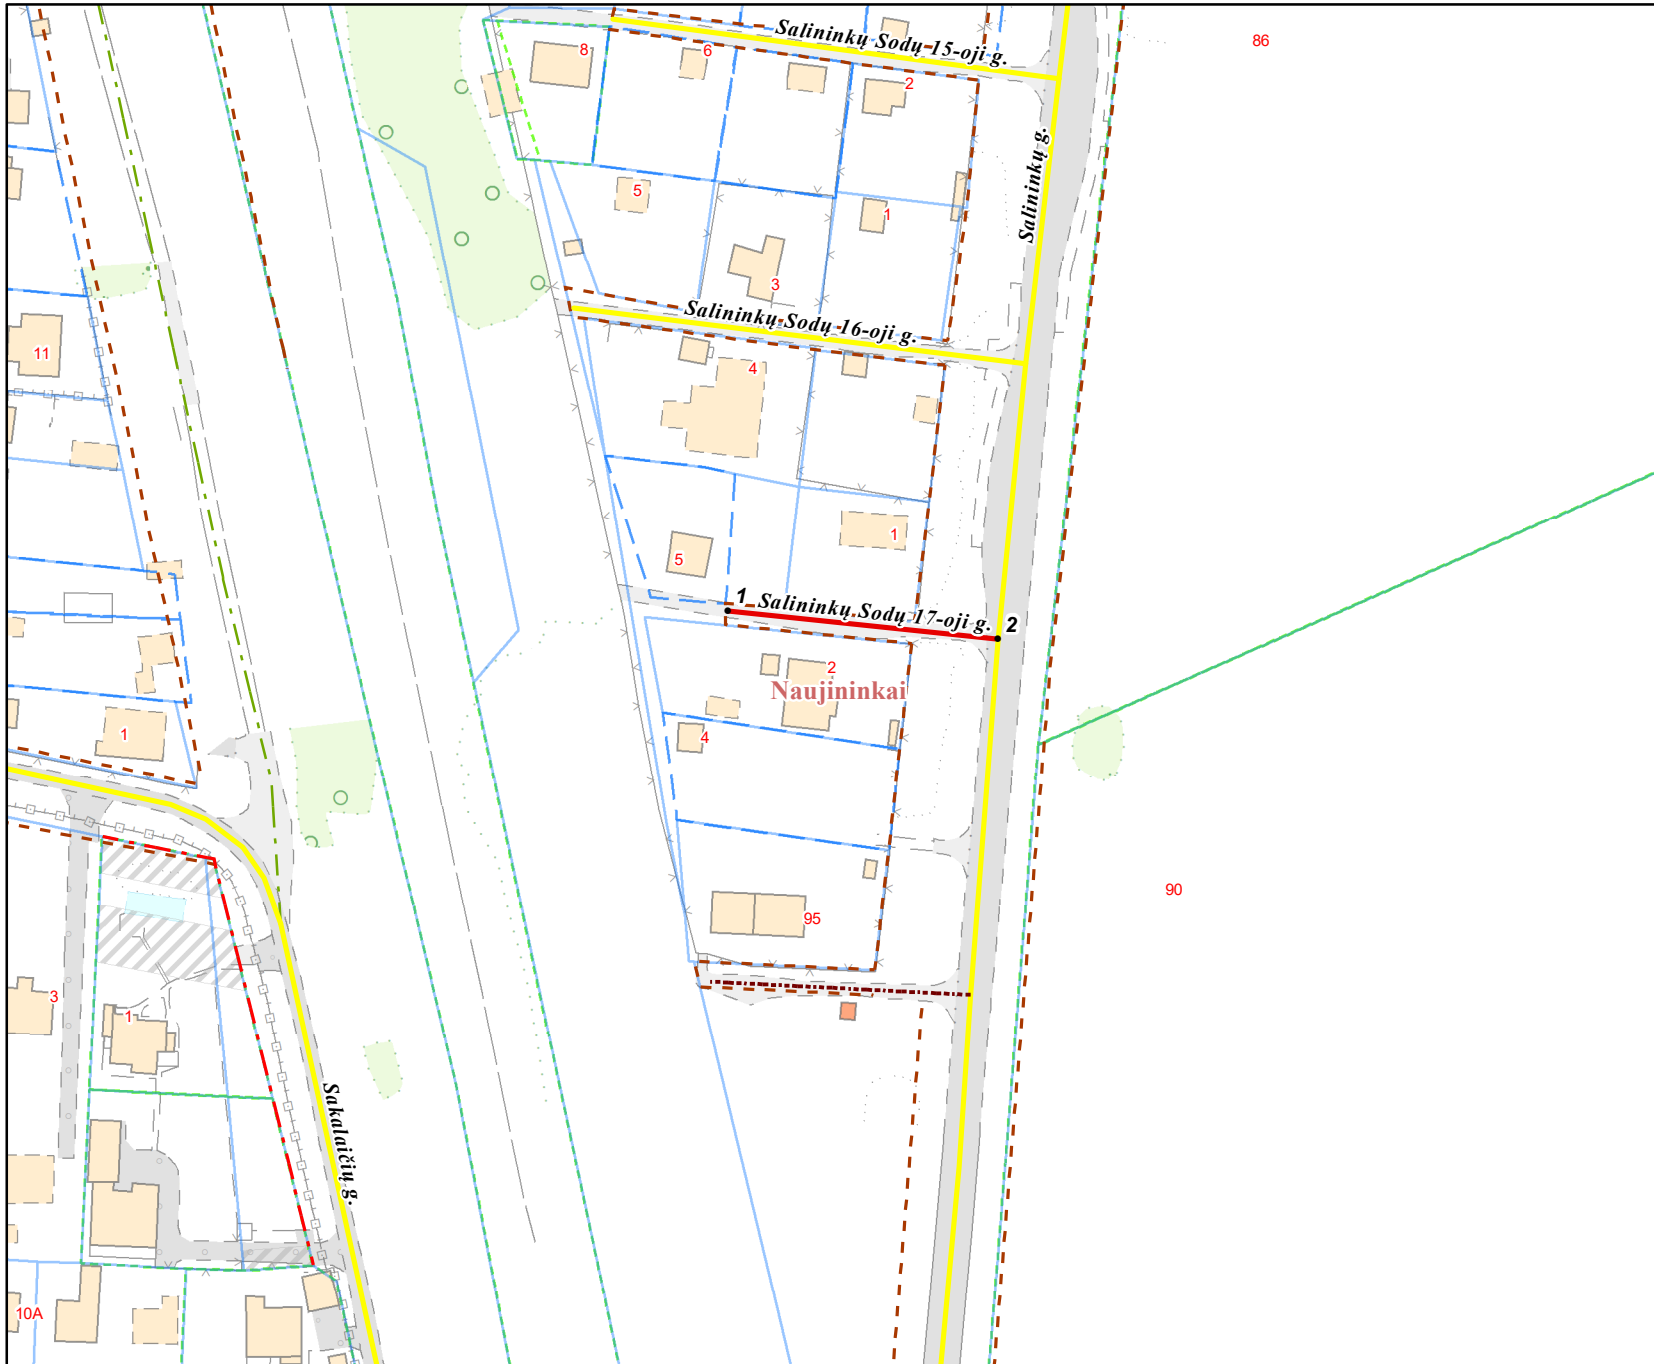 Salininkų Sodų 15-oji g.
86
8
6
2
Salininkų g.
5
1
3
Salininkų Sodų 16-oji g.
11
4
1
5
1 Salininkų Sodų 17-oji g. 2
2
Naujininkai
1
4
90
95
3
1
Sakalaičių g.
10A